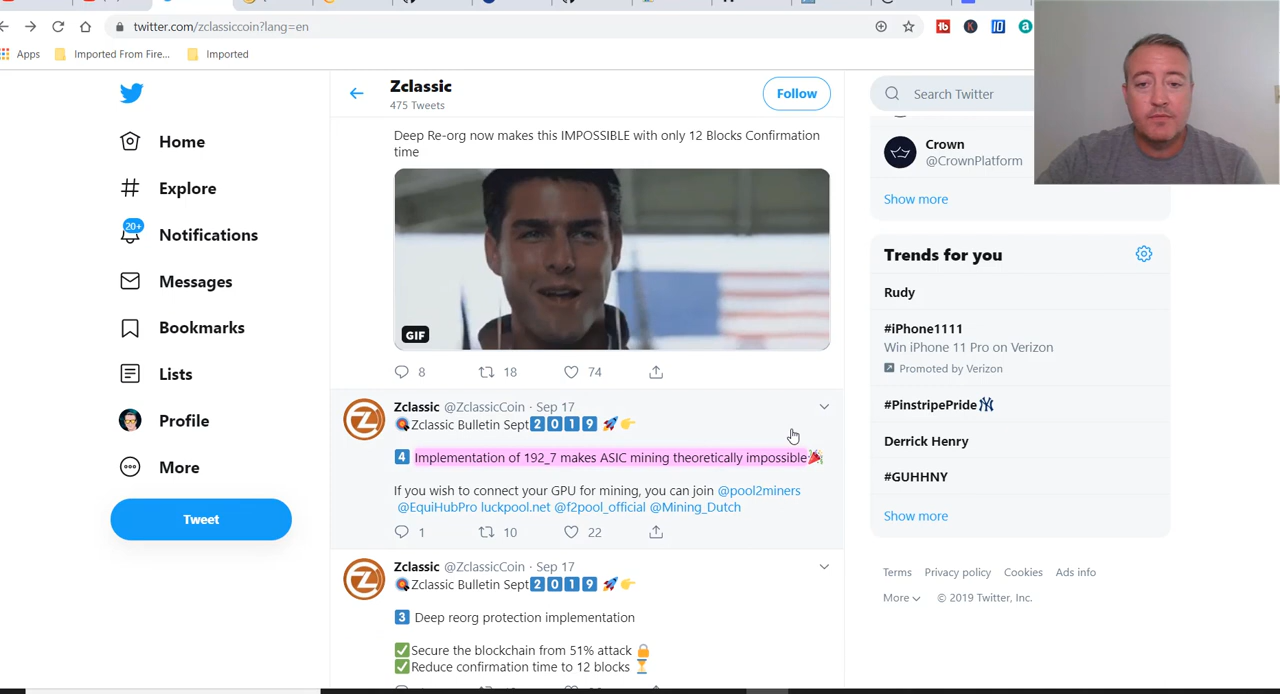 twitter.com/zclassiccoin?lang=en
Apps
Imported From Fire...
Imported
Home
Explore
20+
Notifications
Messages
Bookmarks
Lists
Profile
More
Tweet
Zclassic
475 Tweets
Follow
Deep Re-org now makes this IMPOSSIBLE with only 12 Blocks Confirmation
time
GIF
8 18 74
Zclassic @ZclassicCoin · Sep 17
Zclassic Bulletin Sept 2019
4 Implementation of 192_7 makes ASIC mining theoretically impossible
If you wish to connect your GPU for mining, you can join @pool2miners
@EquiHubPro luckpool.net @f2pool_official @Mining_Dutch
1 10 22
Zclassic @ZclassicCoin · Sep 17
Zclassic Bulletin Sept 2019
3 Deep reorg protection implementation
Secure the blockchain from 51% attack
Reduce confirmation time to 12 blocks
Search Twitter
Crown
@CrownPlatform
Show more
Trends for you
Rudy
#iPhone1111
Win iPhone 11 Pro on Verizon
Promoted by Verizon
#PinstripePride
Derrick Henry
#GUHHNY
Show more
Terms Privacy policy Cookies Ads info
More © 2019 Twitter, Inc.